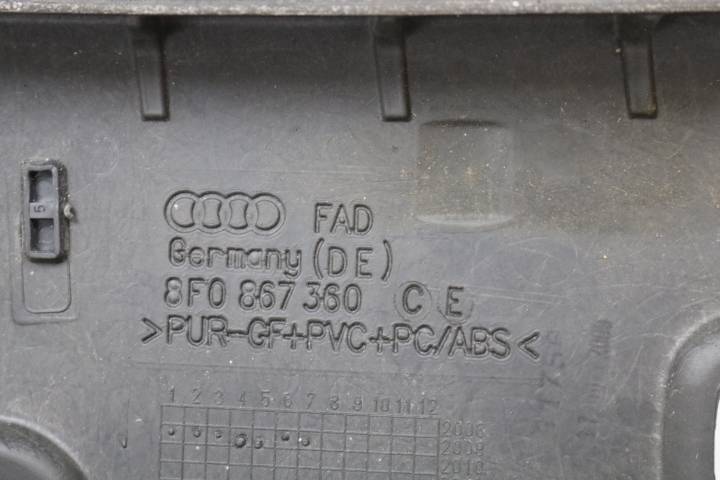 FAD
Germany (DE)
8F0 867 360 C E
>PUR-GF+PVC+PC/ABS<
5
1 2 3 4 5 6 7 8 9 10 11 12
2008
2009
2010